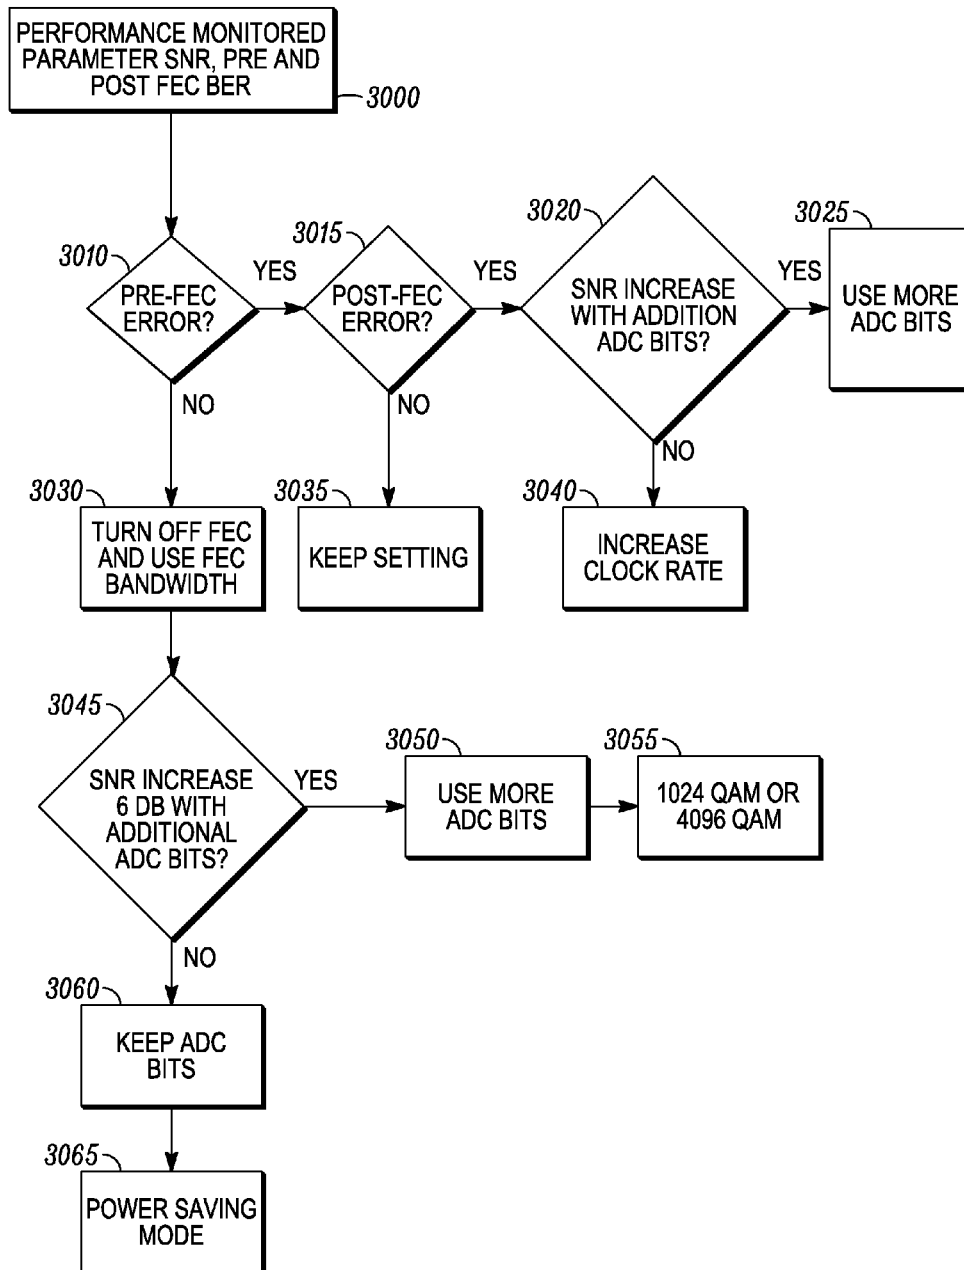 PERFORMANCE MONITORED
PARAMETER SNR, PRE AND
POST FEC BER
3000
3010
PRE-FEC
ERROR?
YES
NO
3015
POST-FEC
ERROR?
YES
NO
3020
SNR INCREASE
WITH ADDITION
ADC BITS?
YES
NO
3025
USE MORE
ADC BITS
3030
TURN OFF FEC
AND USE FEC
BANDWIDTH
3035
KEEP SETTING
3040
INCREASE
CLOCK RATE
3045
SNR INCREASE
6 DB WITH
ADDITIONAL
ADC BITS?
YES
NO
3050
USE MORE
ADC BITS
3055
1024 QAM OR
4096 QAM
3060
KEEP ADC
BITS
3065
POWER SAVING
MODE